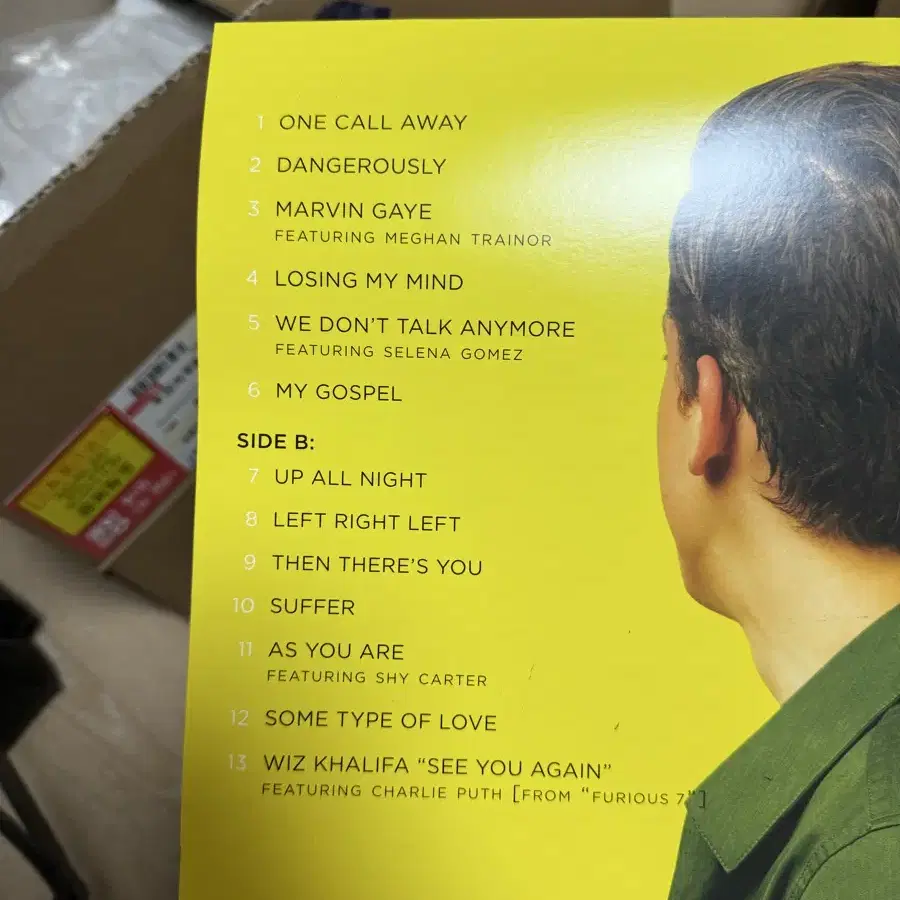 1 ONE CALL AWAY
2 DANGEROUSLY
3 MARVIN GAYE
FEATURING MEGHAN TRAINOR
4 LOSING MY MIND
5 WE DON'T TALK ANYMORE
FEATURING SELENA GOMEZ
6 MY GOSPEL
SIDE B:
7 UP ALL NIGHT
8 LEFT RIGHT LEFT
9 THEN THERE'S YOU
10 SUFFER
11 AS YOU ARE
FEATURING SHY CARTER
12 SOME TYPE OF LOVE
13 WIZ KHALIFA “SEE YOU AGAIN”
FEATURING CHARLIE PUTH [FROM “FURIOUS 7”]